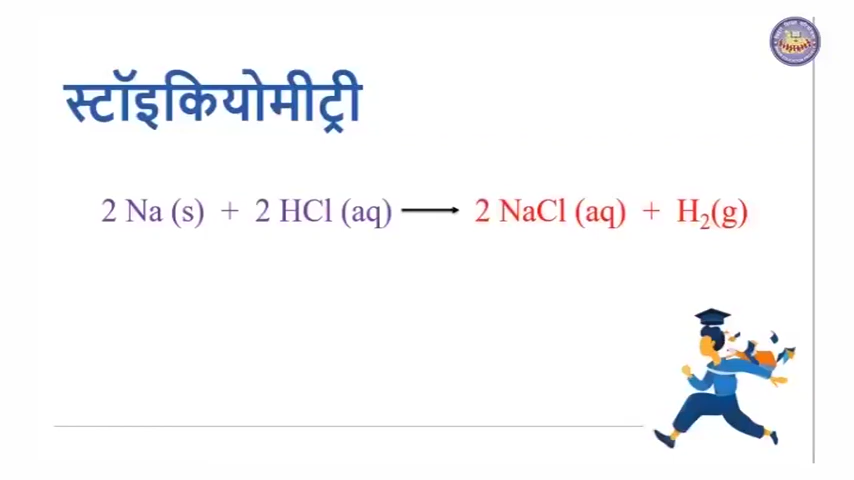 स्टॉइकियोमीट्री
2 Na (s) + 2 HCl (aq) ⟶ 2 NaCl (aq) + H₂(g)